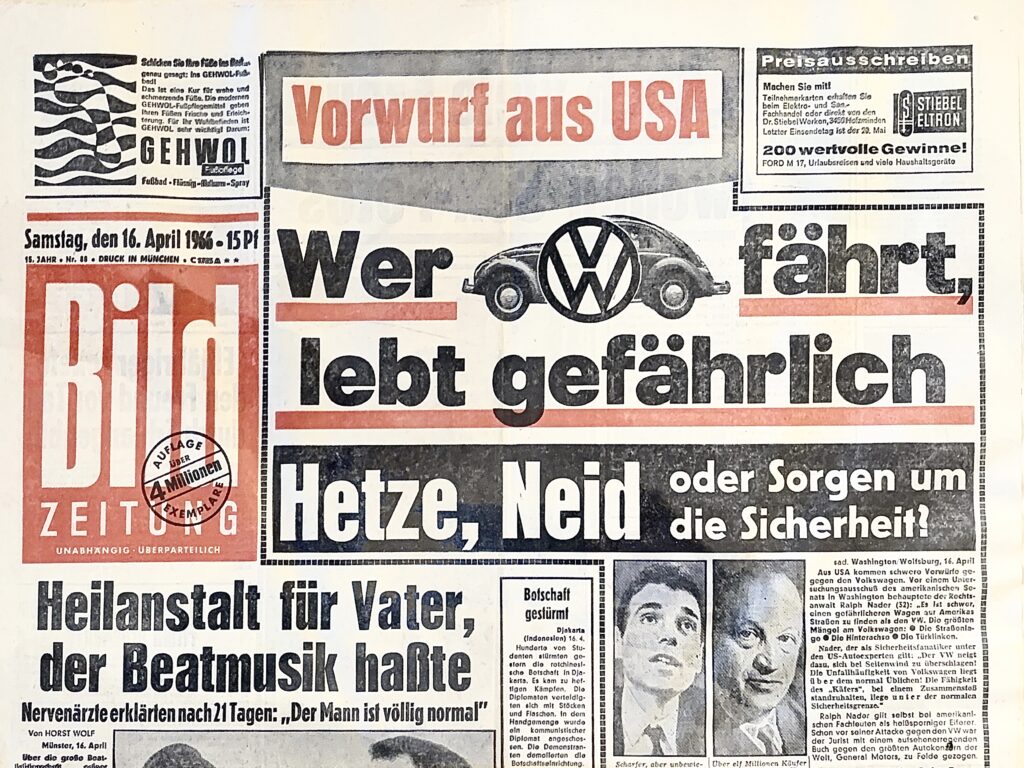 Schicken Sie Ihre Füße ins Bad...
genau gesagt: ins GEHWOL-Fuß-
bad!
Das ist eine Kur für wehe und
schmerzende Füße. Die modernen
GEHWOL-Fußpflegemittel geben
Ihren Füßen Frische und Erleich-
terung. Für Ihr Wohlbefinden ist
GEHWOL sehr wichtig! Darum:
GEHWOL
Fußpflege
Fußbad - Flüssig - Balsam - Spray
Vorwurf aus USA
Preisausschreiben
Machen Sie mit!
Teilnehmerkarten erhalten Sie
beim Elektro- und San.-
Fachhandel oder direkt von den
Dr. Stiebel Werken, 3450 Holzminden
Letzter Einsendetag ist der 20. Mai
STIEBEL
ELTRON
200 wertvolle Gewinne!
FORD M 17, Urlaubsreisen und viele Haushaltsgeräte
Samstag, den 16. April 1966 - 15 Pf
15. JAHR • Nr. 88 • DRUCK IN MÜNCHEN •
Bild
AUFLAGE
ÜBER
4 Millionen
EXEMPLARE
ZEITUNG
UNABHÄNGIG · ÜBERPARTEILICH
Wer VW fährt,
lebt gefährlich
Hetze, Neid oder Sorgen um
die Sicherheit?
Heilanstalt für Vater,
der Beatmusik haßte
Nervenärzte erklärten nach 21 Tagen: „Der Mann ist völlig normal"
Von HORST WOLF
Münster, 16. April
Über die große Beat-
Botschaft
gestürmt
Djakarta
(Indonesien) 16. 4.
Hunderte von Stu-
denten stürmten ge-
stern die rotchinesi-
sche Botschaft in Dja-
karta. Es kam zu hef-
tigen Kämpfen. Die
Diplomaten verteidig-
ten sich mit Stöcken
und Flaschen. In dem
Handgemenge wurde
ein kommunistischer
Diplomat angeschos-
sen. Die Demonstran-
ten demolierten die
Botschaftseinrichtung.
Scharfer, aber unbewie-
Über elf Millionen Käufer
sad. Washington/Wolfsburg, 16. April
Aus USA kommen schwere Vorwürfe ge-
gen den Volkswagen. Vor einem Unter-
suchungsausschuß des amerikanischen Se-
nats in Washington behauptete der Rechts-
anwalt Ralph Nader (32): „Es ist schwer,
einen gefährlicheren Wagen auf Amerikas
Straßen zu finden als den VW. Die größten
Mängel am Volkswagen: ● Die Straßenla-
ge ● Die Hinterachse ● Die Türklinken.
Nader, der als Sicherheitsfanatiker unter
den US-Autoexperten gilt: „Der VW neigt
dazu, sich bei Seitenwind zu überschlagen!
Die Unfallhäufigkeit von Volkswagen liegt
über dem normal Üblichen! Die Fähigkeit
des „Käfers", bei einem Zusammenstoß
standzuhalten, liege unter der normalen
Sicherheitsgrenze."
Ralph Nader gilt selbst bei amerikani-
schen Fachleuten als heißsporniger Eiferer.
Schon vor seiner Attacke gegen den VW war
der Jurist mit einem aufsehenerregenden
Buch gegen den größten Autokonzern der
Welt, General Motors, zu Felde gezogen.